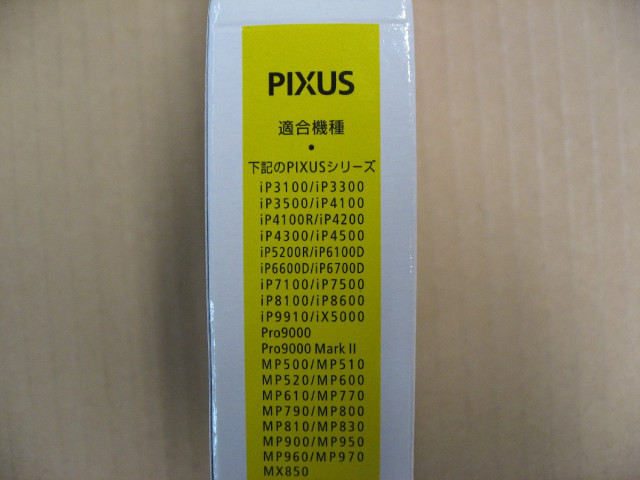 PIXUS
適合機種
●
下記のPIXUSシリーズ
iP3100/iP3300
iP3500/iP4100
iP4100R/iP4200
iP4300/iP4500
iP5200R/iP6100D
iP6600D/iP6700D
iP7100/iP7500
iP8100/iP8600
iP9910/iX5000
Pro9000
Pro9000 Mark II
MP500/MP510
MP520/MP600
MP610/MP770
MP790/MP800
MP810/MP830
MP900/MP950
MP960/MP970
MX850